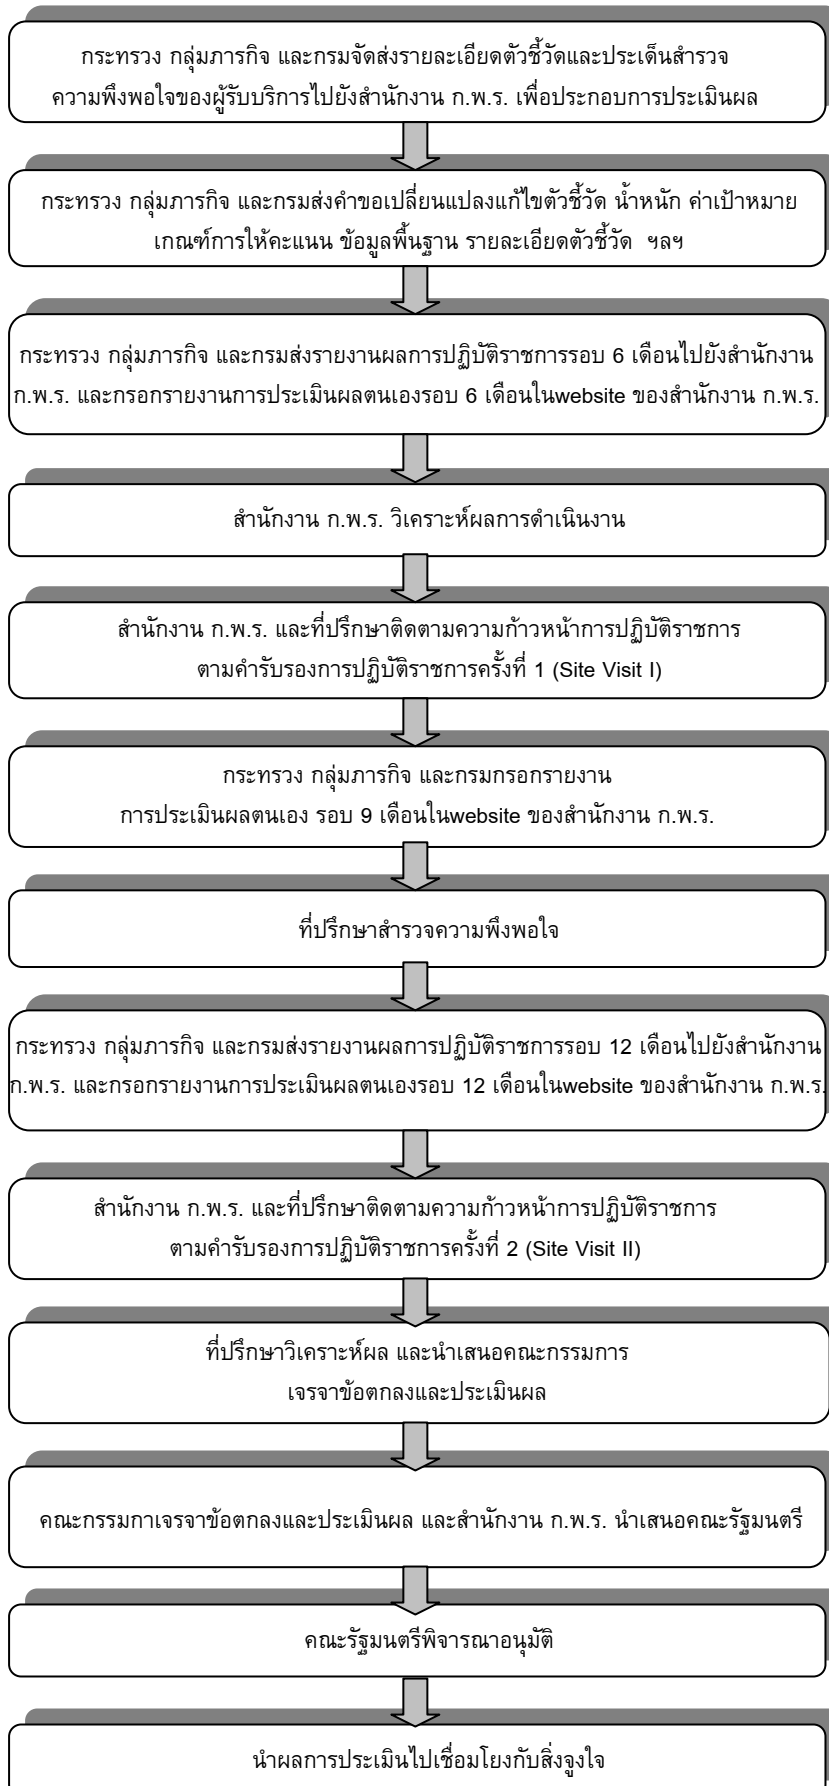 กระทรวง กลุ่มภารกิจ และกรมจัดส่งรายละเอียดตัวชี้วัดและประเด็นสำรวจ
ความพึงพอใจของผู้รับบริการไปยังสำนักงาน ก.พ.ร. เพื่อประกอบการประเมินผล
กระทรวง กลุ่มภารกิจ และกรมส่งคำขอเปลี่ยนแปลงแก้ไขตัวชี้วัด น้ำหนัก ค่าเป้าหมาย
เกณฑ์การให้คะแนน ข้อมูลพื้นฐาน รายละเอียดตัวชี้วัด ฯลฯ
กระทรวง กลุ่มภารกิจ และกรมส่งรายงานผลการปฏิบัติราชการรอบ 6 เดือนไปยังสำนักงาน
ก.พ.ร. และกรอกรายงานการประเมินผลตนเองรอบ 6 เดือนในwebsite ของสำนักงาน ก.พ.ร.
สำนักงาน ก.พ.ร. วิเคราะห์ผลการดำเนินงาน
สำนักงาน ก.พ.ร. และที่ปรึกษาติดตามความก้าวหน้าการปฏิบัติราชการ
ตามคำรับรองการปฏิบัติราชการครั้งที่ 1 (Site Visit I)
กระทรวง กลุ่มภารกิจ และกรมกรอกรายงาน
การประเมินผลตนเอง รอบ 9 เดือนในwebsite ของสำนักงาน ก.พ.ร.
ที่ปรึกษาสำรวจความพึงพอใจ
กระทรวง กลุ่มภารกิจ และกรมส่งรายงานผลการปฏิบัติราชการรอบ 12 เดือนไปยังสำนักงาน
ก.พ.ร. และกรอกรายงานการประเมินผลตนเองรอบ 12 เดือนในwebsite ของสำนักงาน ก.พ.ร.
สำนักงาน ก.พ.ร. และที่ปรึกษาติดตามความก้าวหน้าการปฏิบัติราชการ
ตามคำรับรองการปฏิบัติราชการครั้งที่ 2 (Site Visit II)
ที่ปรึกษาวิเคราะห์ผล และนำเสนอคณะกรรมการ
เจรจาข้อตกลงและประเมินผล
คณะกรรมกาเจรจาข้อตกลงและประเมินผล และสำนักงาน ก.พ.ร. นำเสนอคณะรัฐมนตรี
คณะรัฐมนตรีพิจารณาอนุมัติ
นำผลการประเมินไปเชื่อมโยงกับสิ่งจูงใจ